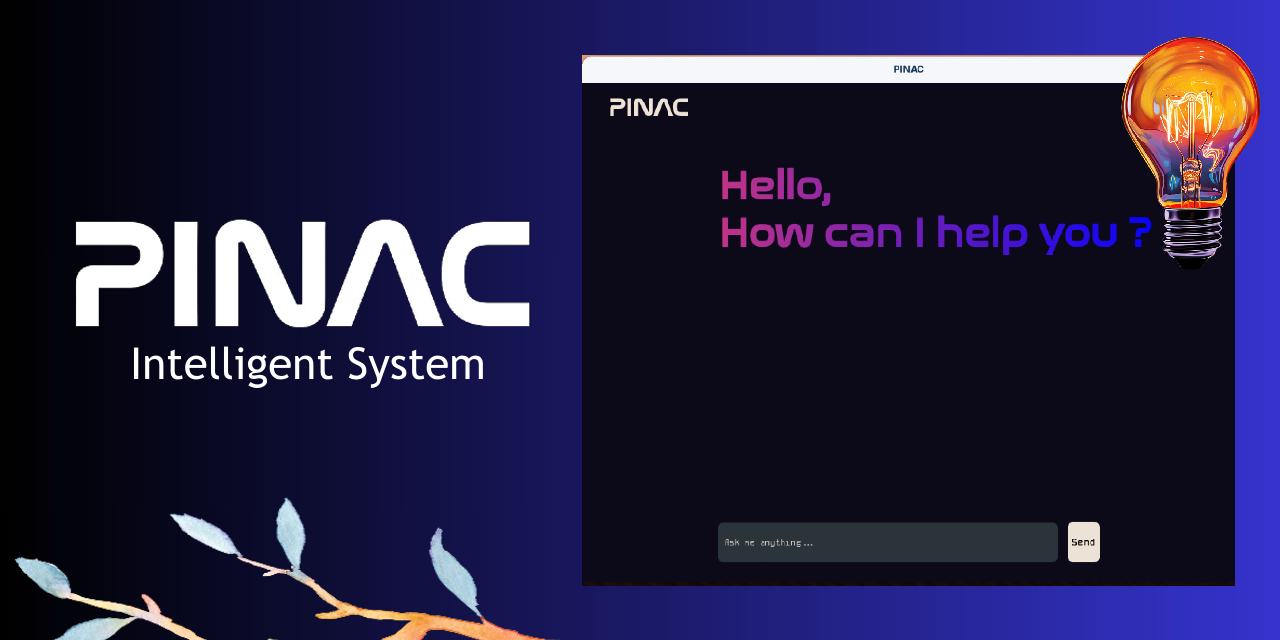 PINAC
Intelligent System
PINAC
PINAC
Hello,
How can I help you ?
Ask me anything...
Send